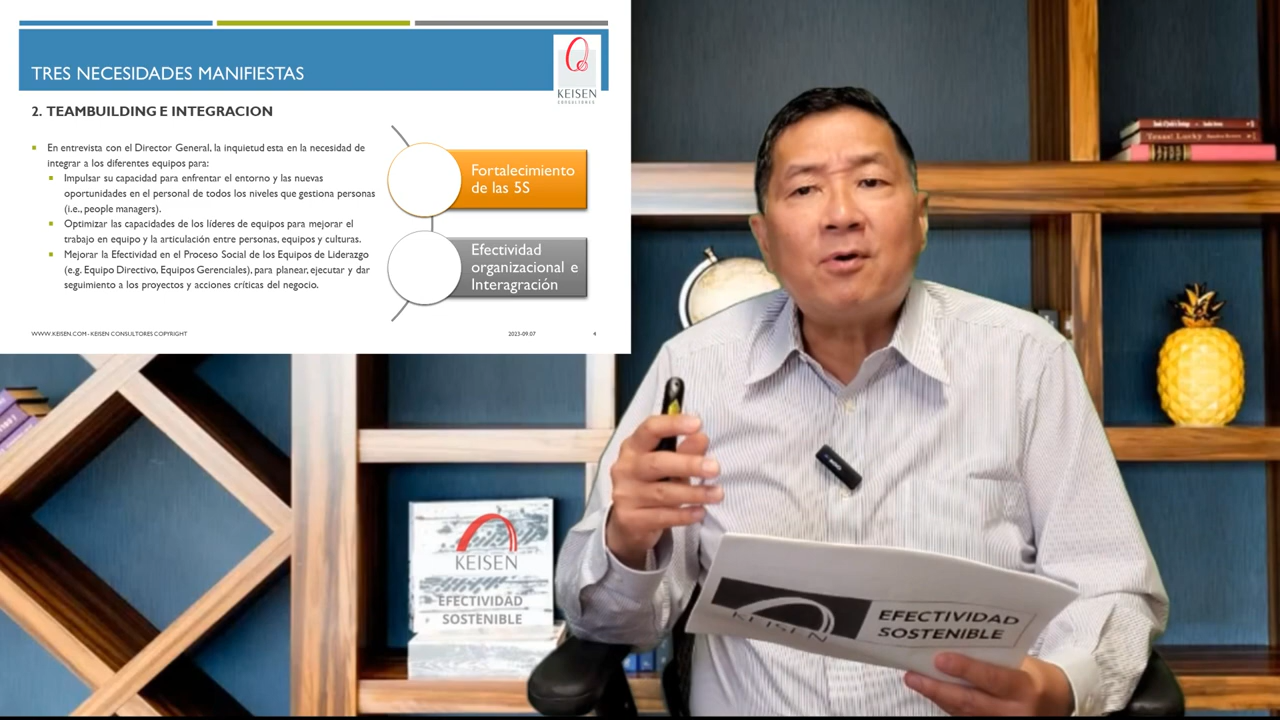 TRES NECESIDADES MANIFIESTAS
KEISEN
CONSULTORES
2. TEAMBUILDING E INTEGRACION
En entrevista con el Director General, la inquietud esta en la necesidad de
integrar a los diferentes equipos para:
Impulsar su capacidad para enfrentar el entorno y las nuevas
oportunidades en el personal de todos los niveles que gestiona personas
(i.e., people managers).
Optimizar las capacidades de los líderes de equipos para mejorar el
trabajo en equipo y la articulación entre personas, equipos y culturas.
Mejorar la Efectividad en el Proceso Social de los Equipos de Liderazgo
(e.g. Equipo Directivo, Equipos Gerenciales), para planear, ejecutar y dar
seguimiento a los proyectos y acciones críticas del negocio.
Fortalecimiento
de las 5S
Efectividad
organizacional e
Interagración
WWW.KEISEN.COM- KEISEN CONSULTORES COPYRIGHT
2023-09-07
4
KEISEN
EFECTIVIDAD
SOSTENIBLE
KEISEN
EFECTIVIDAD
SOSTENIBLE